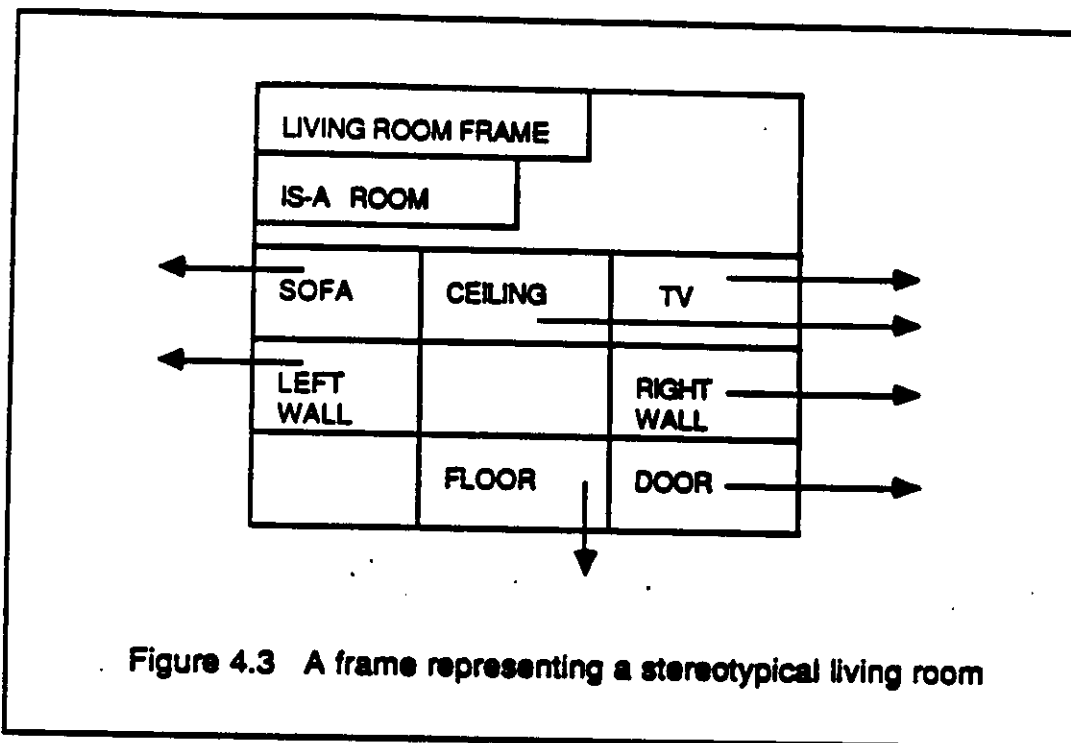 LIVING ROOM FRAME
IS-A ROOM
SOFA
CEILING
TV
LEFT
WALL
RIGHT
WALL
FLOOR
DOOR
Figure 4.3 A frame representing a stereotypical living room